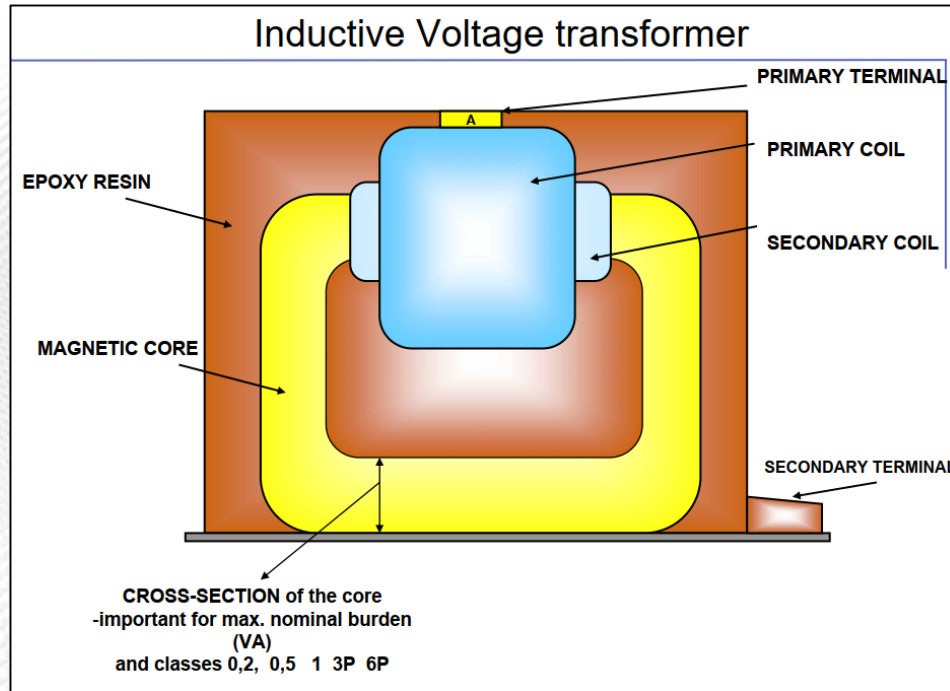 Inductive Voltage transformer
PRIMARY TERMINAL
A
PRIMARY COIL
EPOXY RESIN
SECONDARY COIL
MAGNETIC CORE
SECONDARY TERMINAL
CROSS-SECTION of the core
-important for max. nominal burden
(VA)
and classes 0,2, 0,5 1 3P 6P